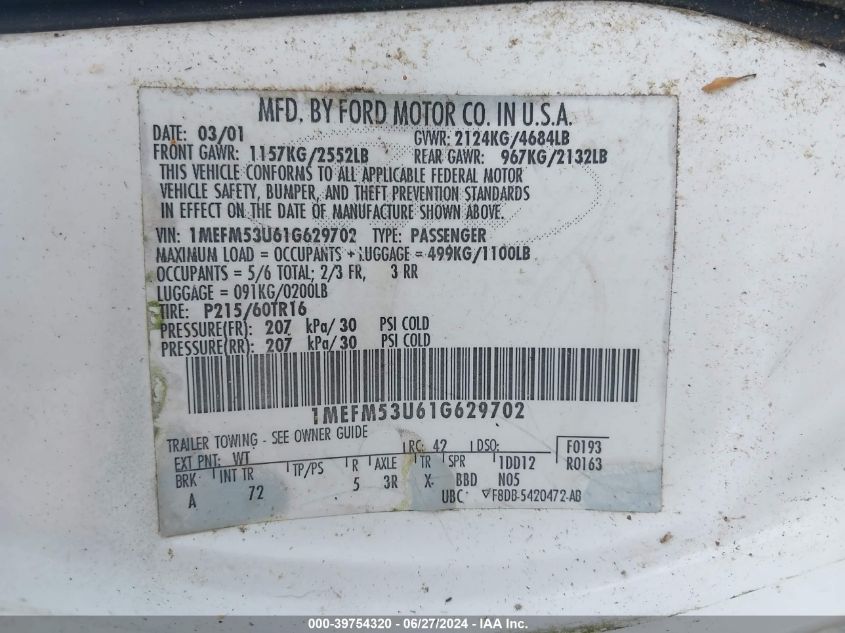 MFD. BY FORD MOTOR CO. IN U.S.A.
DATE: 03/01 GVWR: 2124KG/4684LB
FRONT GAWR: 1157KG/2552LB REAR GAWR: 967KG/2132LB
THIS VEHICLE CONFORMS TO ALL APPLICABLE FEDERAL MOTOR
VEHICLE SAFETY, BUMPER, AND THEFT PREVENTION STANDARDS
IN EFFECT ON THE DATE OF MANUFACTURE SHOWN ABOVE.
VIN: 1MEFM53U61G629702 TYPE: PASSENGER
MAXIMUM LOAD = OCCUPANTS + LUGGAGE = 499KG/1100LB
OCCUPANTS = 5/6 TOTAL; 2/3 FR, 3 RR
LUGGAGE = 091KG/0200LB
TIRE: P215/60TR16
PRESSURE(FR): 207 kPa/30 PSI COLD
PRESSURE(RR): 207 kPa/30 PSI COLD
1MEFM53U61G629702
TRAILER TOWING - SEE OWNER GUIDE
EXT PNT: WT RC: 42 DSO: F0193
BRK INT TR TP/PS R AXLE TR SPR 1DD12 R0163
A 72 5 3R X BBD N05
UBC F8DB-5420472-AB
000-39754320 - 06/27/2024 - IAAI.com